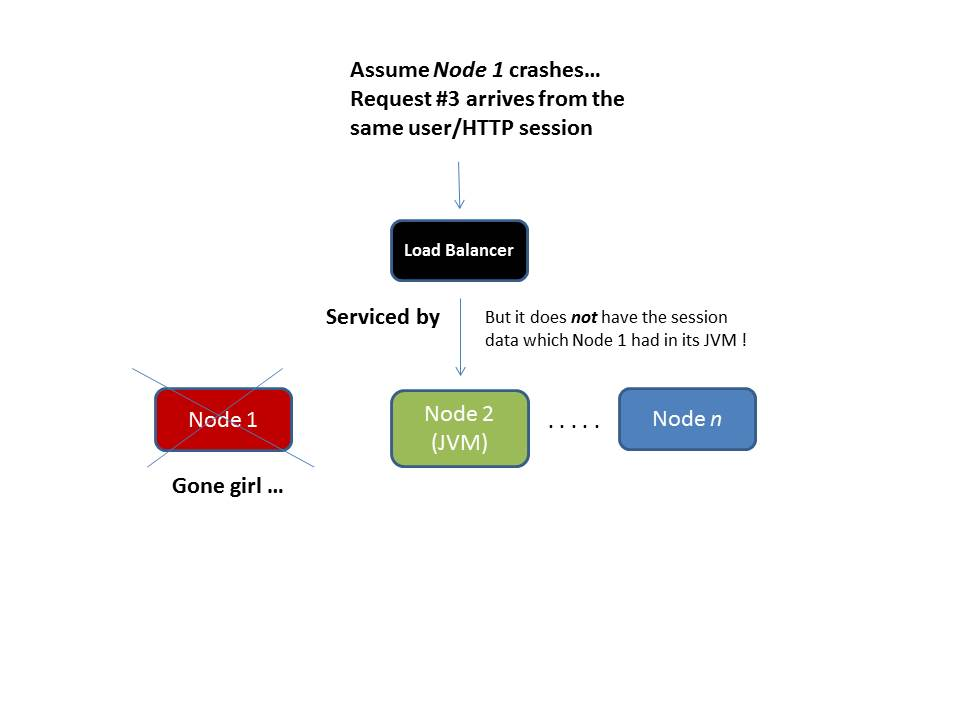 Assume Node 1 crashes…
Request #3 arrives from the
same user/HTTP session
Load Balancer
Serviced by
But it does not have the session
data which Node 1 had in its JVM !
Node 1
Node 2
(JVM)
. . . . .
Node n
Gone girl …